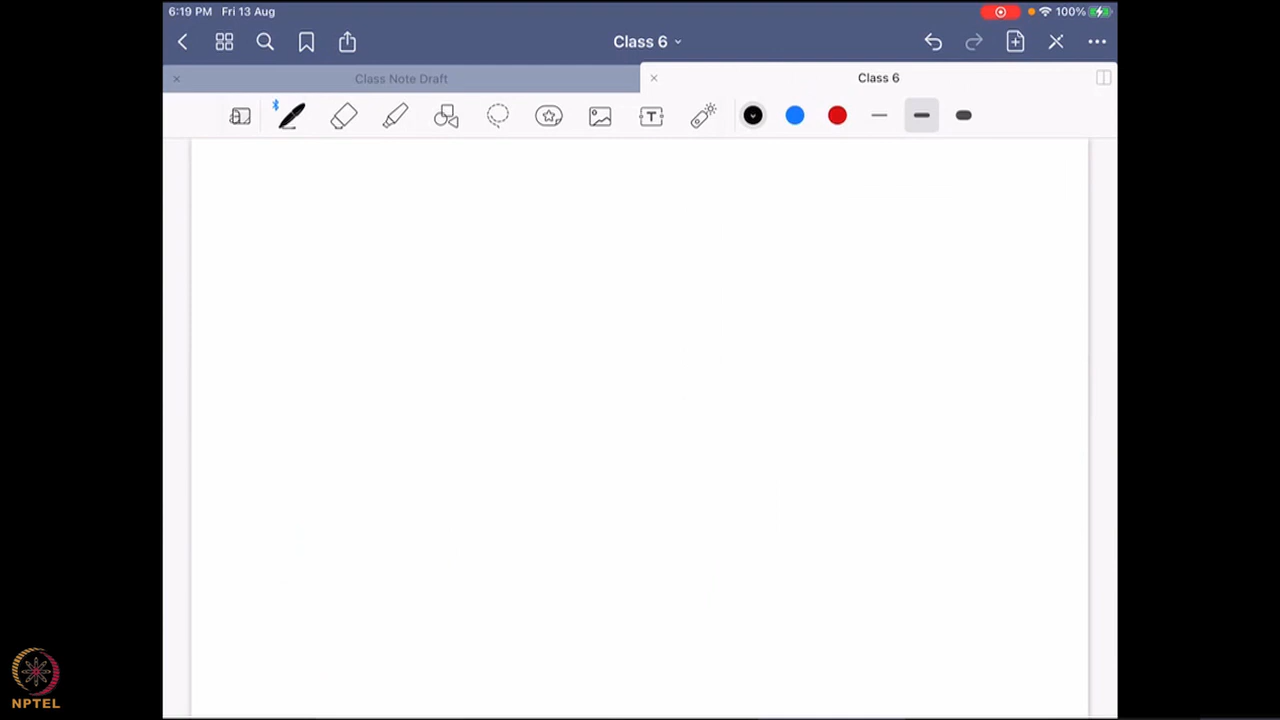 6:19 PM Fri 13 Aug 100%
Class 6
Class Note Draft
Class 6
T
NPTEL